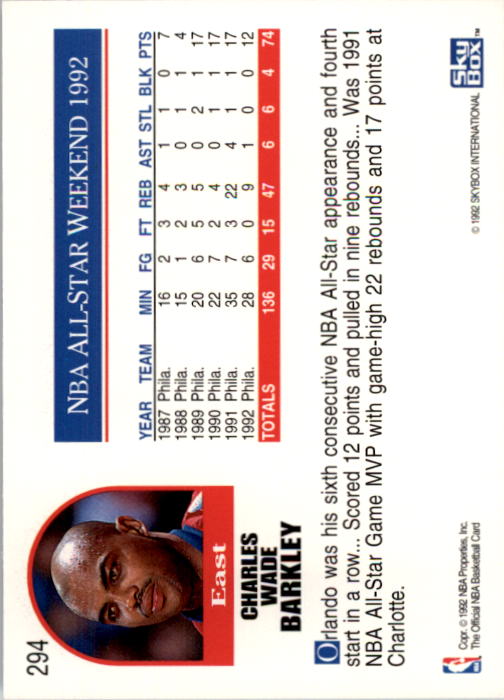 294
East
CHARLES
WADE
BARKLEY
NBA ALL-STAR WEEKEND 1992
YEAR TEAM MIN FG FT REB AST STL BLK PTS
1987 Phila. 16 2 3 4 1 1 0 7
1988 Phila. 15 1 2 3 0 1 1 4
1989 Phila. 20 6 5 5 0 2 1 17
1990 Phila. 22 7 2 4 0 1 1 17
1991 Phila. 35 7 3 22 4 1 1 17
1992 Phila. 28 6 0 9 1 0 0 12
TOTALS 136 29 15 47 6 6 4 74
Orlando was his sixth consecutive NBA All-Star appearance and fourth
start in a row... Scored 12 points and pulled in nine rebounds... Was 1991
NBA All-Star Game MVP with game-high 22 rebounds and 17 points at
Charlotte.
Copr. © 1992 NBA Properties, Inc.
The Official NBA Basketball Card
© 1992 SKYBOX INTERNATIONAL
SKY
BOX™